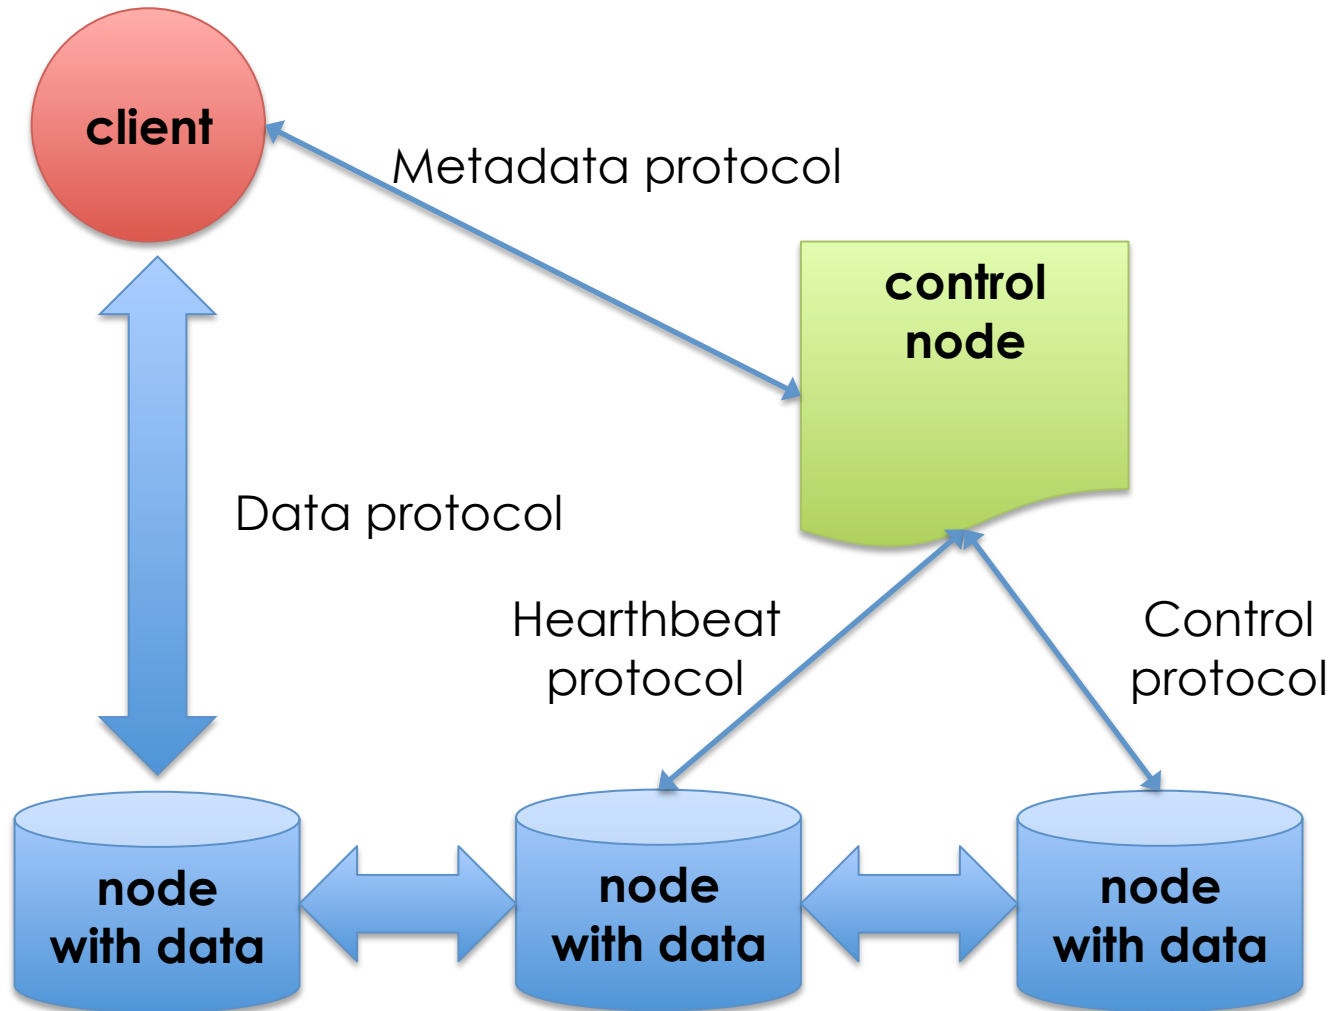 client
Metadata protocol
control
node
Data protocol
Hearthbeat
protocol
Control
protocol
node
with data
node
with data
node
with data